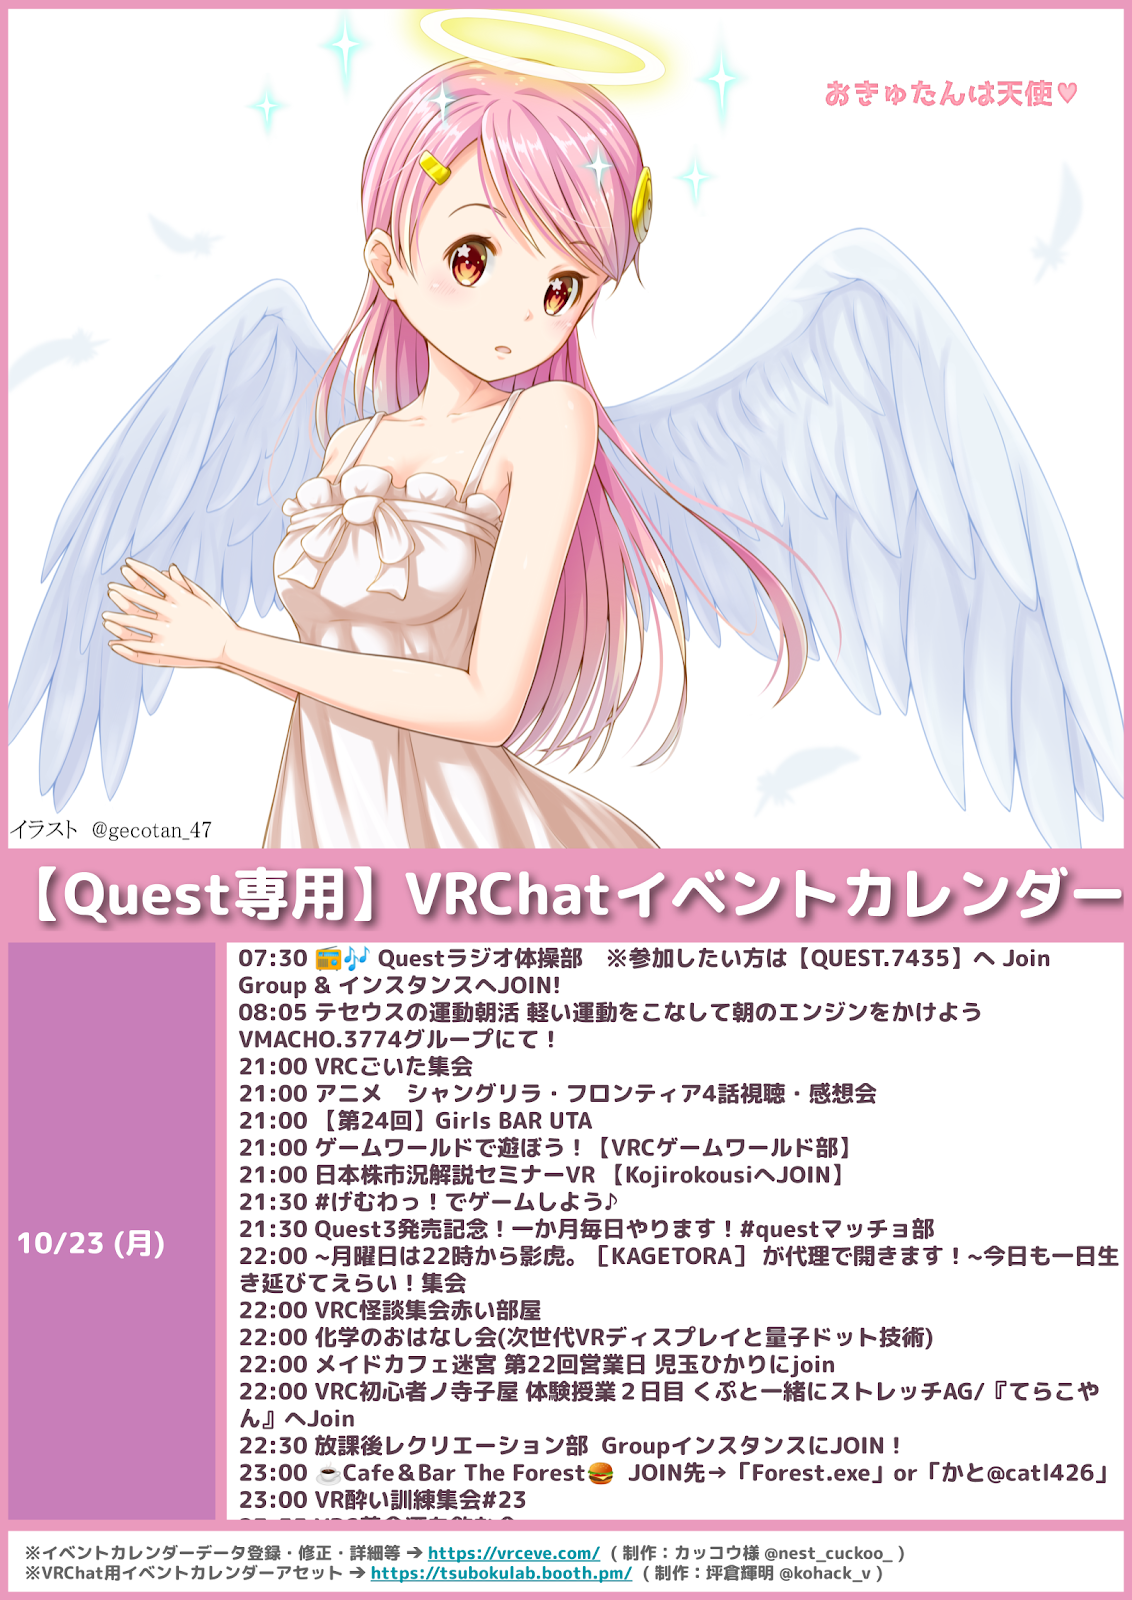 おきゅたんは天使♥
イラスト @gecotan_47
【Quest専用】VRChatイベントカレンダー
10/23 (月)
07:30 📻🎶 Questラジオ体操部　※参加したい方は【QUEST.7435】へ Join
Group & インスタンスへJOIN!
08:05 テセウスの運動朝活 軽い運動をこなして朝のエンジンをかけよう
VMACHO.3774グループにて！
21:00 VRCごいた集会
21:00 アニメ　シャングリラ・フロンティア4話視聴・感想会
21:00 【第24回】Girls BAR UTA
21:00 ゲームワールドで遊ぼう！【VRCゲームワールド部】
21:00 日本株市況解説セミナーVR 【KojirokousiへJOIN】
21:30 #げむわっ！でゲームしよう♪
21:30 Quest3発売記念！一か月毎日やります！#questマッチョ部
22:00 ~月曜日は22時から影虎。［KAGETORA］ が代理で開きます！~今日も一日生
き延びてえらい！集会
22:00 VRC怪談集会赤い部屋
22:00 化学のおはなし会(次世代VRディスプレイと量子ドット技術)
22:00 メイドカフェ迷宮 第22回営業日 児玉ひかりにjoin
22:00 VRC初心者ノ寺子屋 体験授業２日目 くぷと一緒にストレッチAG/『てらこや
ん』へJoin
22:30 放課後レクリエーション部 GroupインスタンスにJOIN！
23:00 ☕Cafe＆Bar The Forest🍔 JOIN先→「Forest.exe」or「かと@catl426」
23:00 VR酔い訓練集会#23
※イベントカレンダーデータ登録・修正・詳細等 ➔ https://vrceve.com/ （制作：カッコウ様 @nest_cuckoo_ ）
※VRChat用イベントカレンダーアセット ➔ https://tsubokulab.booth.pm/ （制作：坪倉輝明 @kohack_v ）